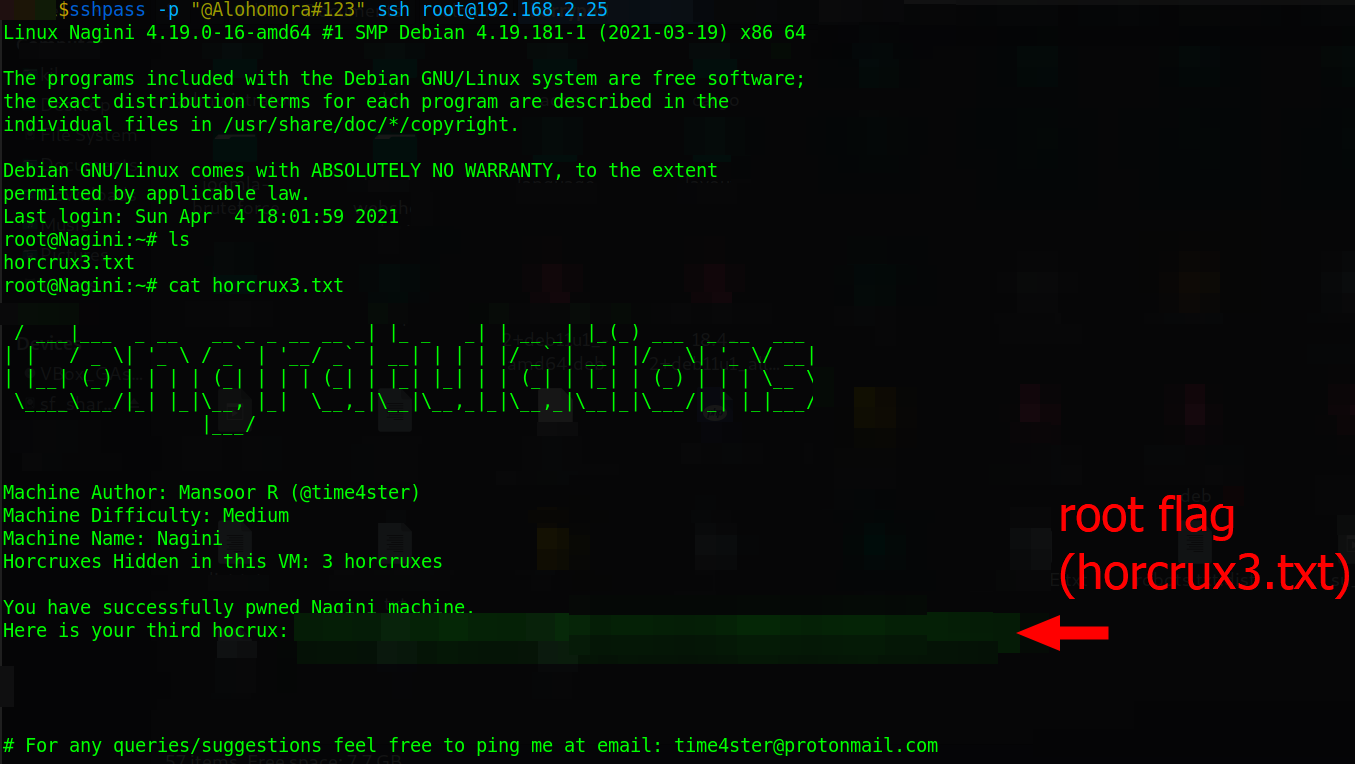 $sshpass -p "@Alohomora#123" ssh root@192.168.2.25
Linux Nagini 4.19.0-16-amd64 #1 SMP Debian 4.19.181-1 (2021-03-19) x86 64
The programs included with the Debian GNU/Linux system are free software;
the exact distribution terms for each program are described in the
individual files in /usr/share/doc/*/copyright.
Debian GNU/Linux comes with ABSOLUTELY NO WARRANTY, to the extent
permitted by applicable law.
Last login: Sun Apr  4 18:01:59 2021
root@Nagini:~# ls
horcrux3.txt
root@Nagini:~# cat horcrux3.txt
Congratulations
Machine Author: Mansoor R (@time4ster)
Machine Difficulty: Medium
Machine Name: Nagini
Horcruxes Hidden in this VM: 3 horcruxes
You have successfully pwned Nagini machine.
Here is your third hocrux:
root flag
(horcrux3.txt)
# For any queries/suggestions feel free to ping me at email: time4ster@protonmail.com